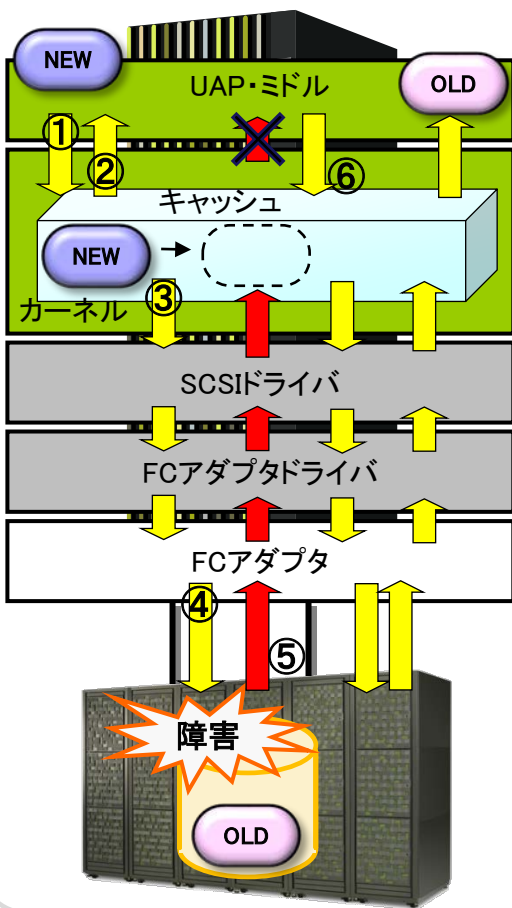 NEW
UAP・ミドル
OLD
①
②
⑥
キャッシュ
NEW
③
カーネル
SCSIドライバ
FCアダプタドライバ
FCアダプタ
④
⑤
障害
OLD